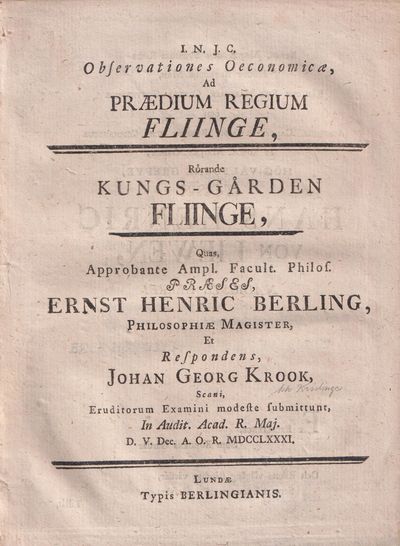 I. N. J. C.
Obſervationes Oeconomicæ,
Ad
PRÆDIUM REGIUM
FLIINGE,
Rörande
KUNGS-GÅRDEN
FLIINGE,
Quas,
Approbante Ampl. Facult. Philoſ.
PRÆSES,
ERNST HENRIC BERLING,
PHILOSOPHIÆ MAGISTER,
Et
Reſpondens,
JOHAN GEORG KROOK,
Scani,
Eruditorum Examini modeſte ſubmittunt,
In Audit. Acad. R. Maj.
D. V. Dec. A. O. R. MDCCLXXXI.
LUNDÆ
Typis BERLINGIANIS.